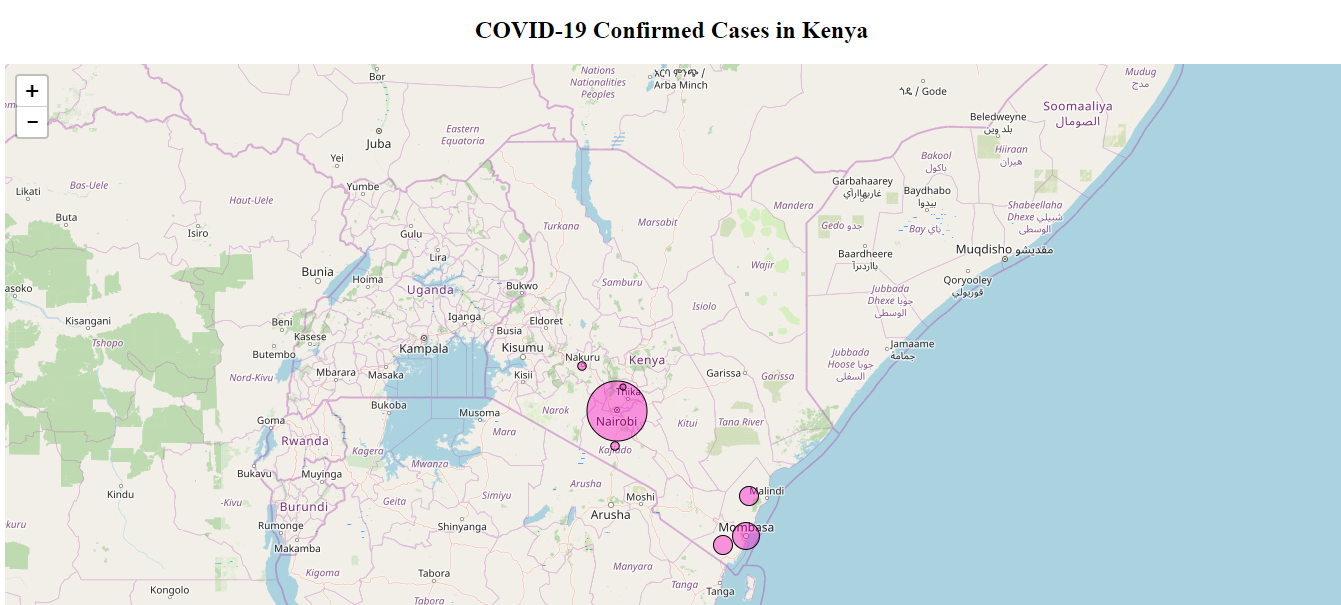 COVID-19 Confirmed Cases in Kenya
+
−
Bor
Nations
Nationalities
Peoples
አርባ ምንጭ /
Arba Minch
ጎዴ / Gode
Mudug
مدج
Soomaaliya
الصومال
Beledweyne
بلد وين
Hiiraan
هيران
Bakool
باكول
Eastern
Equatoria
Juba
Yei
Yumbe
Likati
Bas-Uele
Haut-Uele
Buta
Isiro
Garbahaarey
غاربهاراي
Baydhabo
بيدوا
Shabeellaha
Dhexe شبيلي
الوسطى
Mandera
Gedo جدو
Bay باي
Turkana
Marsabit
Gulu
Lira
Muqdisho مقديشو
Baardheere
باردىرا
Wajir
Bunia
Hoima
Uganda
Bukwo
Samburu
Qoryooley
قوريولي
Jubbada
Dhexe جوبا
الوسطى
asoko
Kisangani
Isiolo
Iganga
Eldoret
Beni
Kasese
Busia
Tshopo
Butembo
Kampala
Kisumu
Nakuru
Kenya
Jamaame
جمامة
Jubbada
Hoose جوبا
السفلى
Nord-Kivu
Mbarara
Masaka
Kisii
Garissa
Garissa
Thika
Bukoba
Musoma
Narok
Nairobi
Kitui
Tana River
Goma
Mara
Rwanda
Kagera
Kajiado
Mwanza
Bukavu
Muyinga
Arusha
Kindu
-Kivu
Geita
Simiyu
Moshi
Malindi
Burundi
Arusha
Rumonge
Shinyanga
Mombasa
Makamba
Kigoma
Tabora
Manyara
Tanga
Kongolo
Tabora
Tanga